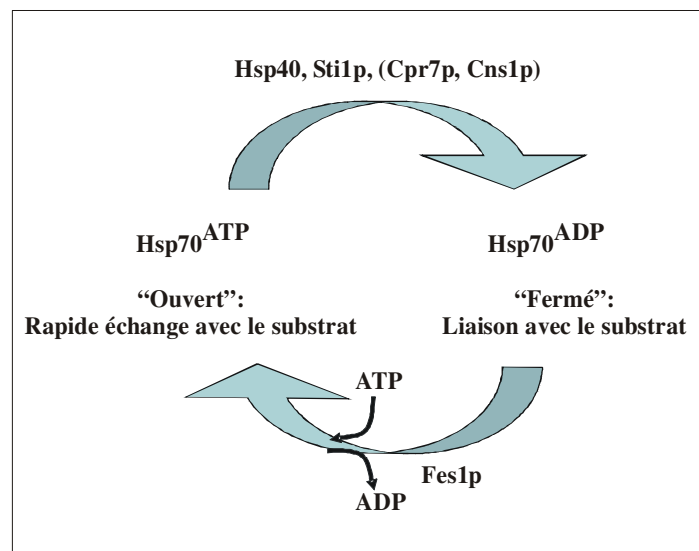 Hsp40, Sti1p, (Cpr7p, Cns1p)
Hsp70ATP
Hsp70ADP
“Ouvert”:
Rapide échange avec le substrat
“Fermé”:
Liaison avec le substrat
ATP
Fes1p
ADP